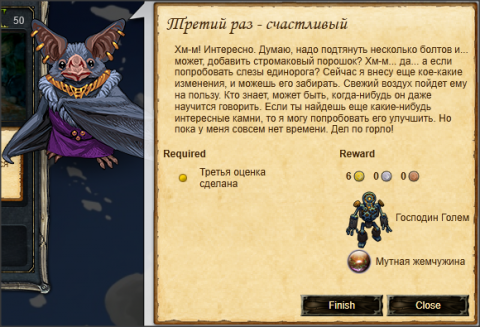 50
Третий раз - счастливый
Хм-м! Интересно. Думаю, надо подтянуть несколько болтов и...
может, добавить стромаковый порошок? Хм-м... да... а если
попробовать слезы единорога? Сейчас я внесу еще кое-какие
изменения, и можешь его забирать. Свежий воздух пойдет ему
на пользу. Кто знает, может быть, когда-нибудь он даже
научится говорить. Если ты найдешь еще какие-нибудь
интересные камни, то я могу попробовать его улучшить. Но
пока у меня совсем нет времени. Дел по горло!
Required
Третья оценка
сделана
Reward
6 0 0
Господин Голем
Мутная жемчужина
Finish
Close